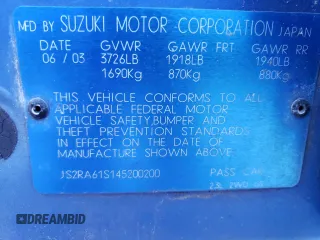 MFD BY SUZUKI MOTOR CORPORATION JAPAN
DATE GVWR GAWR FRT GAWR RR
06 / 03 3726LB 1918LB 1940LB
1690Kg 870Kg 880Kg
THIS VEHICLE CONFORMS TO ALL
APPLICABLE FEDERAL MOTOR
VEHICLE SAFETY,BUMPER AND
THEFT PREVENTION STANDARDS
IN EFFECT ON THE DATE OF
MANUFACTURE SHOWN ABOVE
JS2RA61S145200200 PASS CAR
DREAMBID